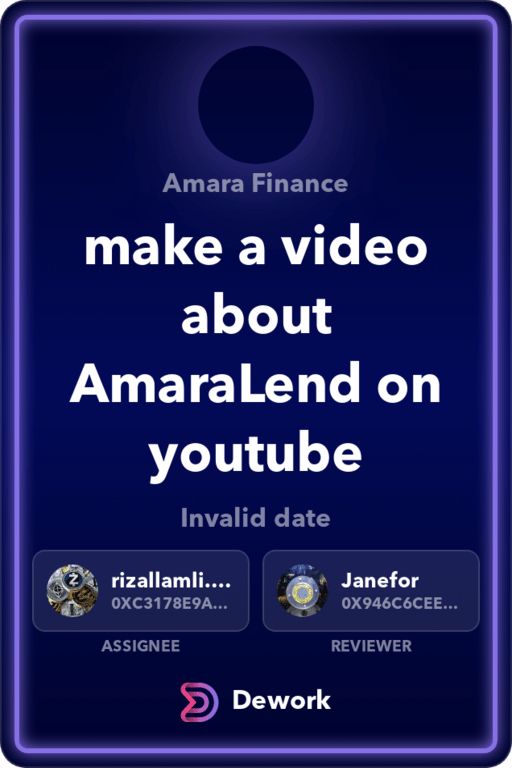 Amara Finance
make a video
about
AmaraLend on
youtube
Invalid date
rizallamli....
0XC3178E9A...
ASSIGNEE
Janefor
0X946C6CEE...
REVIEWER
Dework